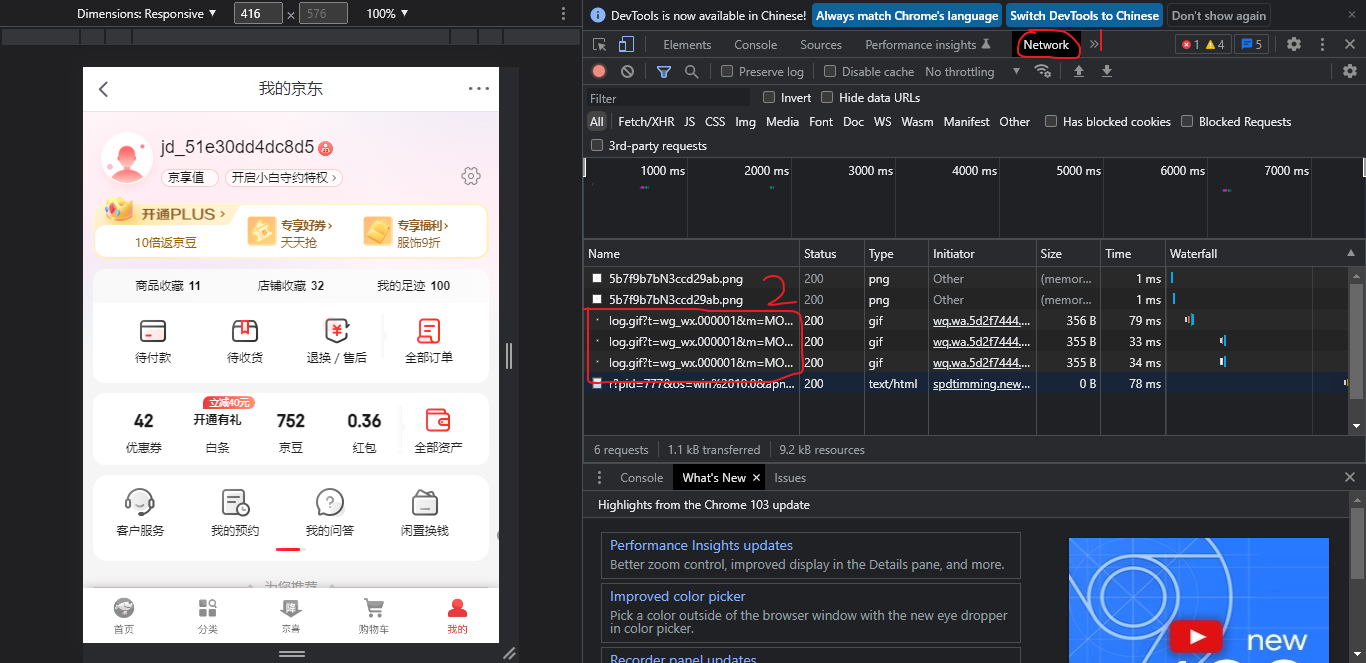 Dimensions: Responsive ▼ 416 × 576 100% ▼
我的京东
jd_51e30dd4dc8d5
京享值 开启小白守约特权 ›
开通PLUS ›
10倍返京豆
专享好券›
天天抢
专享福利›
服饰9折
商品收藏 11 店铺收藏 32 我的足迹 100
待付款 待收货 退换 / 售后 全部订单
立减40元
42 开通有礼 752 0.36
优惠券 白条 京豆 红包 全部资产
客户服务 我的预约 我的问答 闲置换钱
为您推荐
降
首页 分类 京喜 购物车 我的
DevTools is now available in Chinese! Always match Chrome's language Switch DevTools to Chinese Don't show again
Elements Console Sources Performance insights Network » 1 4 5
Preserve log Disable cache No throttling ▼
Filter Invert Hide data URLs
All Fetch/XHR JS CSS Img Media Font Doc WS Wasm Manifest Other Has blocked cookies Blocked Requests
3rd-party requests
1000 ms 2000 ms 3000 ms 4000 ms 5000 ms 6000 ms 7000 ms
Name Status Type Initiator Size Time Waterfall
5b7f9b7bN3ccd29ab.png 200 png Other (memor... 1 ms
5b7f9b7bN3ccd29ab.png 200 png Other (memor... 1 ms
2
log.gif?t=wg_wx.000001&m=MO... 200 gif wq.wa.5d2f7444.... 356 B 79 ms
log.gif?t=wg_wx.000001&m=MO... 200 gif wq.wa.5d2f7444.... 355 B 33 ms
log.gif?t=wg_wx.000001&m=MO... 200 gif wq.wa.5d2f7444.... 355 B 34 ms
r?pid=777&os=win%2010.0&apn... 200 text/html spdtimming.new... 0 B 78 ms
6 requests 1.1 kB transferred 9.2 kB resources
Console What's New × Issues
Highlights from the Chrome 103 update
Performance Insights updates
Better zoom control, improved display in the Details pane, and more.
Improved color picker
Pick a color outside of the browser window with the new eye dropper
in color picker.
Recorder panel updates
new